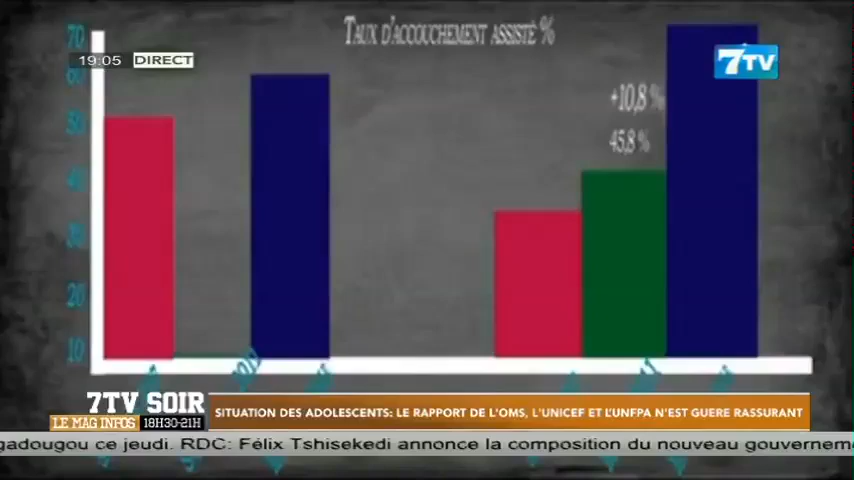 Taux d'accouchement assisté %
70
19:05 DIRECT
7TV
60
+10,8 %
50
45,8 %
40
30
20
10
7TV SOIR
LE MAG INFOS 18H30-21H
SITUATION DES ADOLESCENTS: LE RAPPORT DE L'OMS, L'UNICEF ET L'UNFPA N'EST GUERE RASSURANT
gadougou ce jeudi. RDC: Félix Tshisekedi annonce la composition du nouveau gouvernem